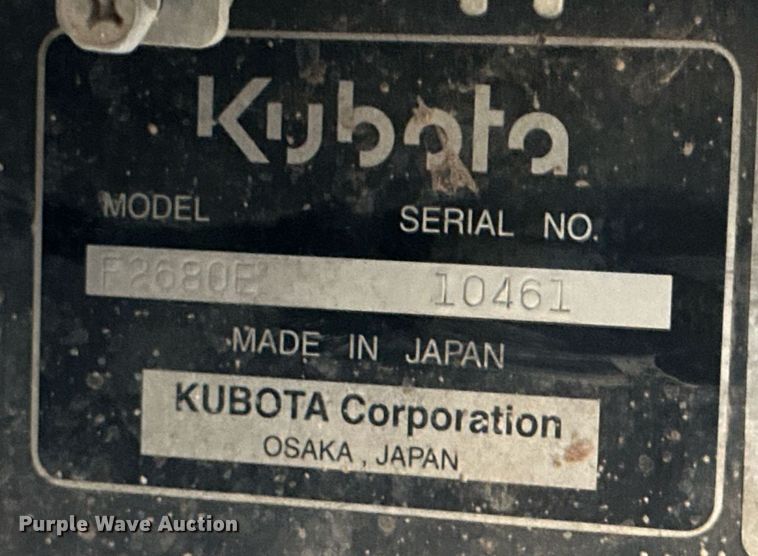 Kubota
MODEL SERIAL NO.
F2680E 10461
MADE IN JAPAN
KUBOTA Corporation
OSAKA, JAPAN
Purple Wave Auction